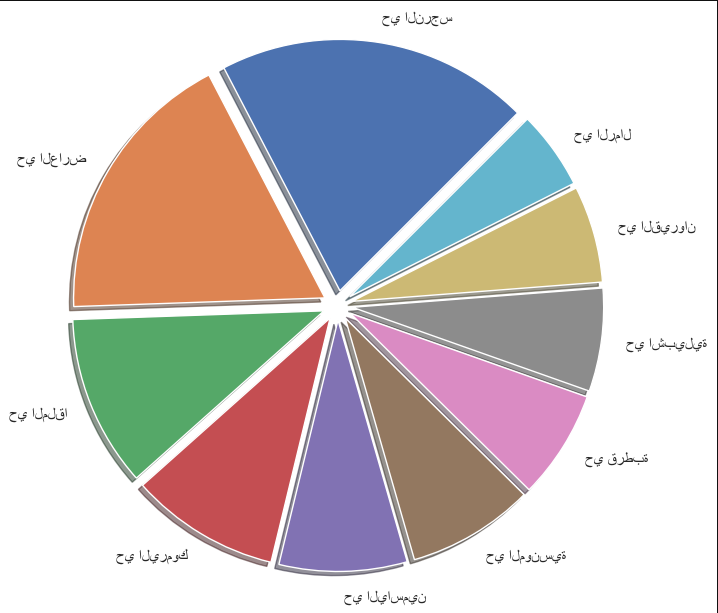 حي النرجس
حي الرمال
حي العارض
حي القيروان
حي اشبيلية
حي الملقا
حي قرطبة
حي اليرموك
حي المونسية
حي الياسمين